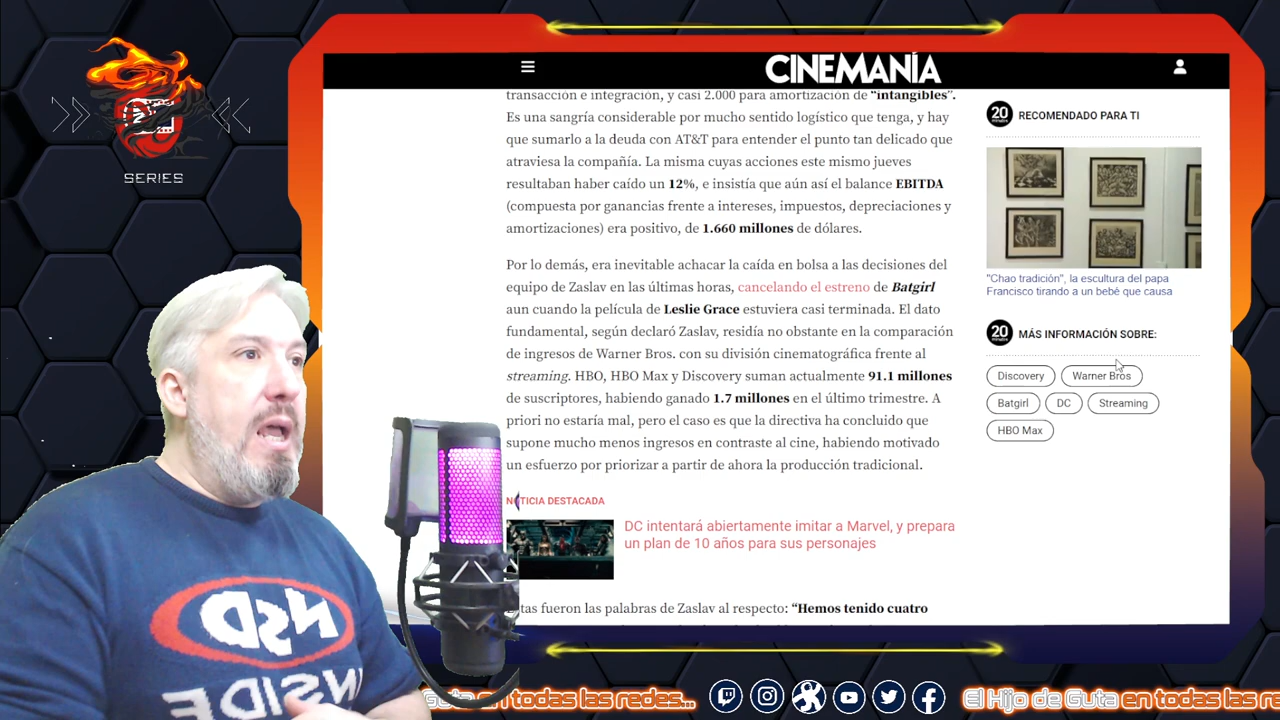 CINEMANÍA
SERIES
transacción e integración, y casi 2.000 para amortización de “intangibles”.
Es una sangría considerable por mucho sentido logístico que tenga, y hay
que sumarlo a la deuda con AT&T para entender el punto tan delicado que
atraviesa la compañía. La misma cuyas acciones este mismo jueves
resultaban haber caído un 12%, e insistía que aún así el balance EBITDA
(compuesta por ganancias frente a intereses, impuestos, depreciaciones y
amortizaciones) era positivo, de 1.660 millones de dólares.
Por lo demás, era inevitable achacar la caída en bolsa a las decisiones del
equipo de Zaslav en las últimas horas, cancelando el estreno de Batgirl
aun cuando la película de Leslie Grace estuviera casi terminada. El dato
fundamental, según declaró Zaslav, residía no obstante en la comparación
de ingresos de Warner Bros. con su división cinematográfica frente al
streaming. HBO, HBO Max y Discovery suman actualmente 91.1 millones
de suscriptores, habiendo ganado 1.7 millones en el último trimestre. A
priori no estaría mal, pero el caso es que la directiva ha concluido que
supone mucho menos ingresos en contraste al cine, habiendo motivado
un esfuerzo por priorizar a partir de ahora la producción tradicional.
NOTICIA DESTACADA
DC intentará abiertamente imitar a Marvel, y prepara
un plan de 10 años para sus personajes
Estas fueron las palabras de Zaslav al respecto: “Hemos tenido cuatro
20 RECOMENDADO PARA TI
"Chao tradición", la escultura del papa
Francisco tirando a un bebé que causa
20 MÁS INFORMACIÓN SOBRE:
Discovery Warner Bros
Batgirl DC Streaming
HBO Max
NSD
INSIDE
Guta en todas las redes... El Hijo de Guta en todas las re